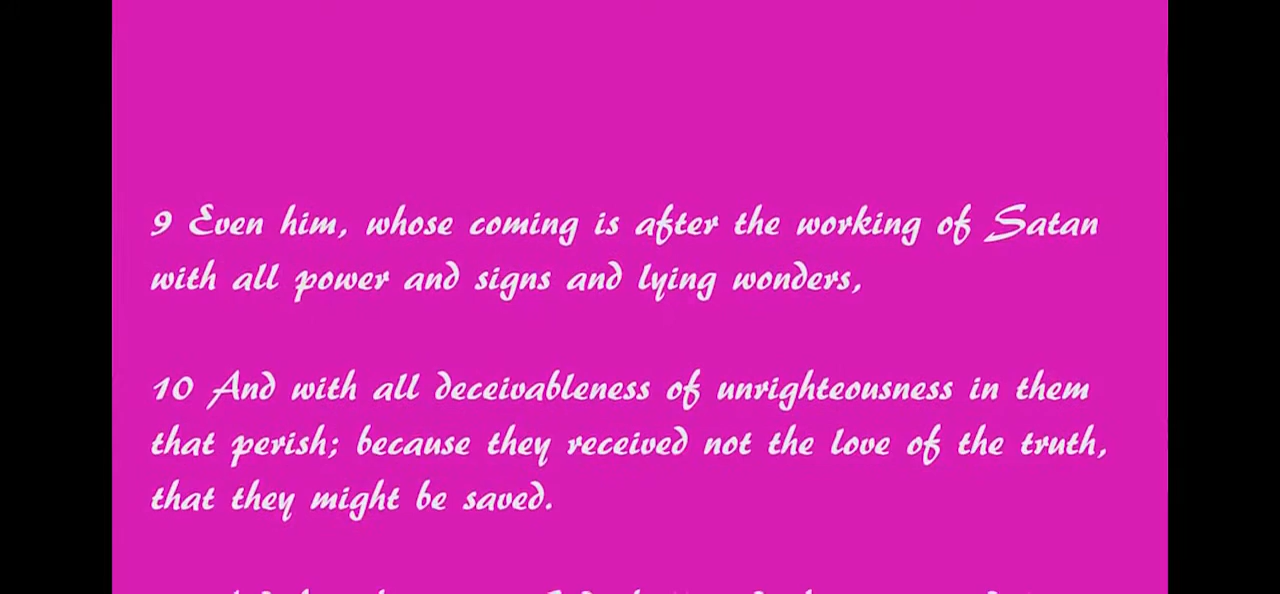 9 Even him, whose coming is after the working of Satan
with all power and signs and lying wonders,
10 And with all deceivableness of unrighteousness in them
that perish; because they received not the love of the truth,
that they might be saved.